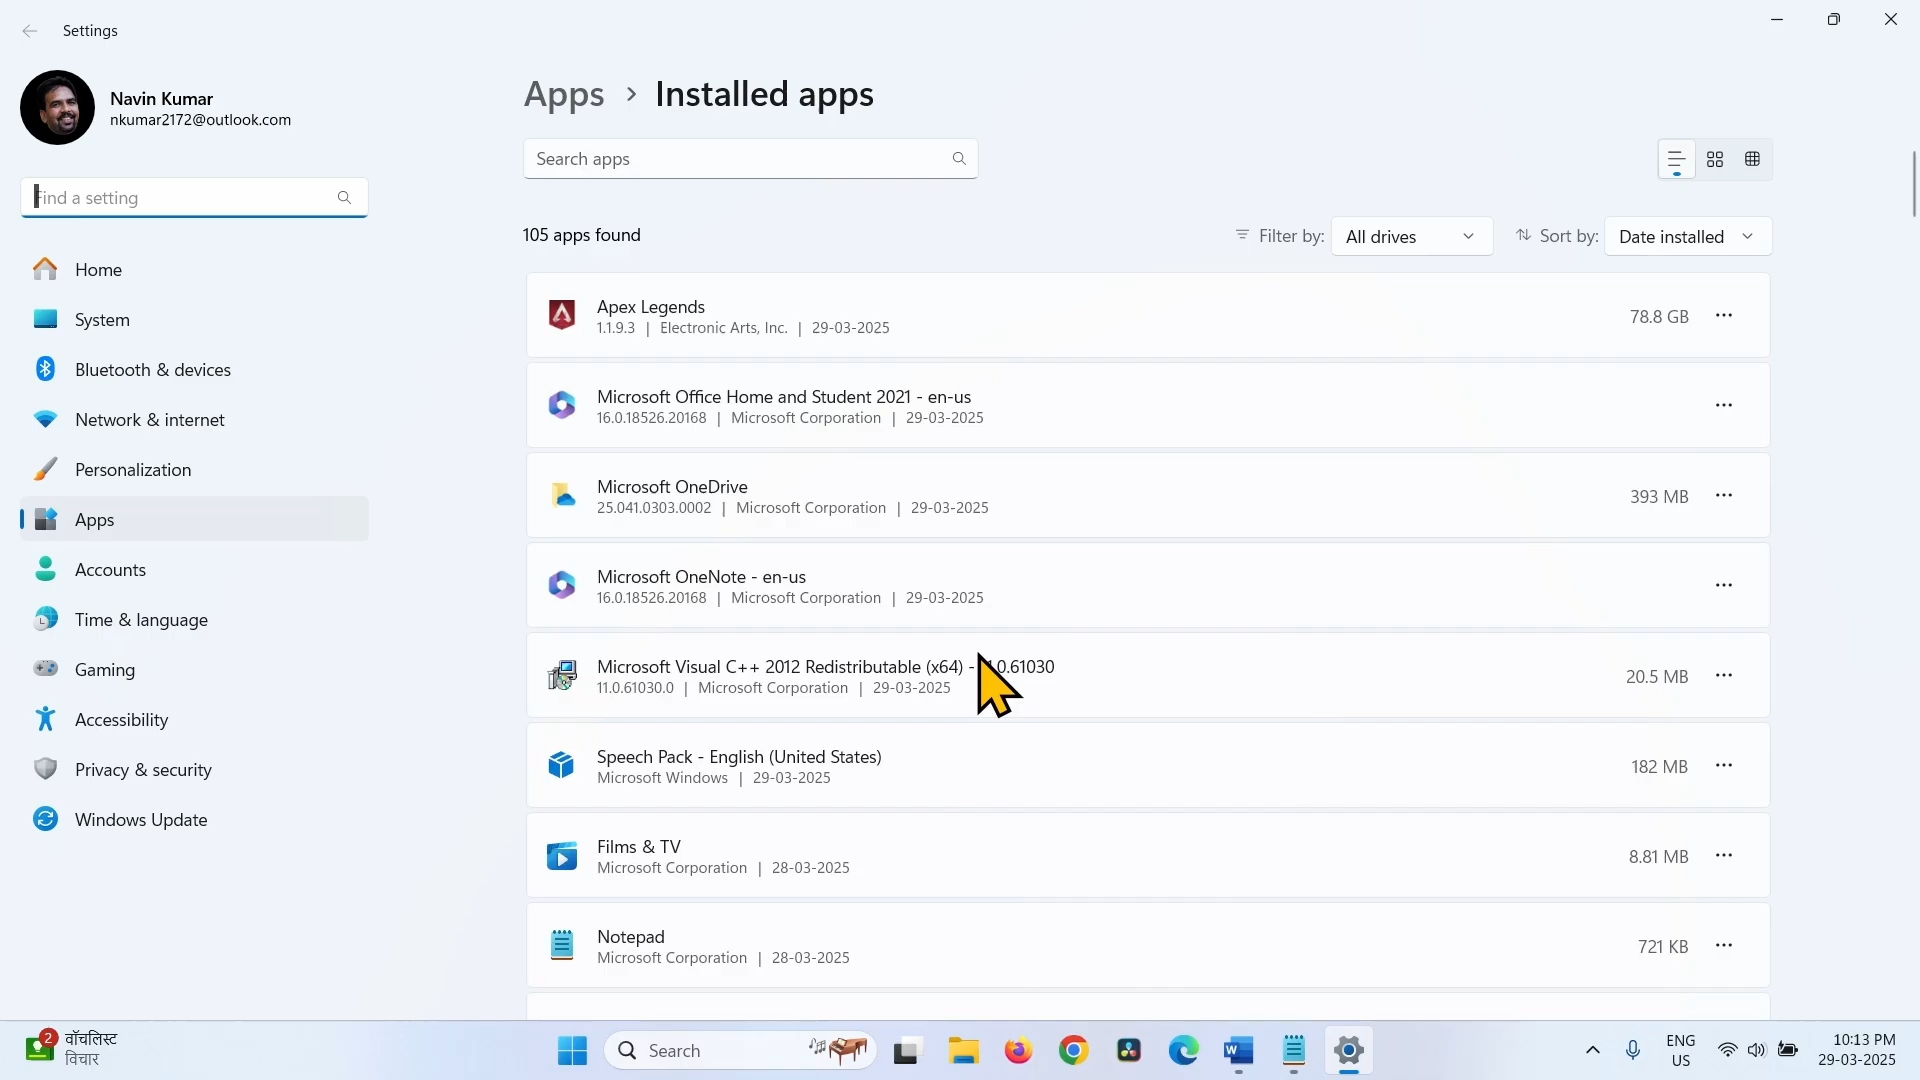 Settings
Navin Kumar
nkumar2172@outlook.com
Find a setting
Home
System
Bluetooth & devices
Network & internet
Personalization
Apps
Accounts
Time & language
Gaming
Accessibility
Privacy & security
Windows Update
Apps > Installed apps
Search apps
105 apps found
Filter by: All drives
Sort by: Date installed
Apex Legends
1.1.9.3 | Electronic Arts, Inc. | 29-03-2025
78.8 GB
Microsoft Office Home and Student 2021 - en-us
16.0.18526.20168 | Microsoft Corporation | 29-03-2025
Microsoft OneDrive
25.041.0303.0002 | Microsoft Corporation | 29-03-2025
393 MB
Microsoft OneNote - en-us
16.0.18526.20168 | Microsoft Corporation | 29-03-2025
Microsoft Visual C++ 2012 Redistributable (x64) - .0.61030
11.0.61030.0 | Microsoft Corporation | 29-03-2025
20.5 MB
Speech Pack - English (United States)
Microsoft Windows | 29-03-2025
182 MB
Films & TV
Microsoft Corporation | 28-03-2025
8.81 MB
Notepad
Microsoft Corporation | 28-03-2025
721 KB
2
वॉचलिस्ट
विचार
Search
ENG
US
10:13 PM
29-03-2025